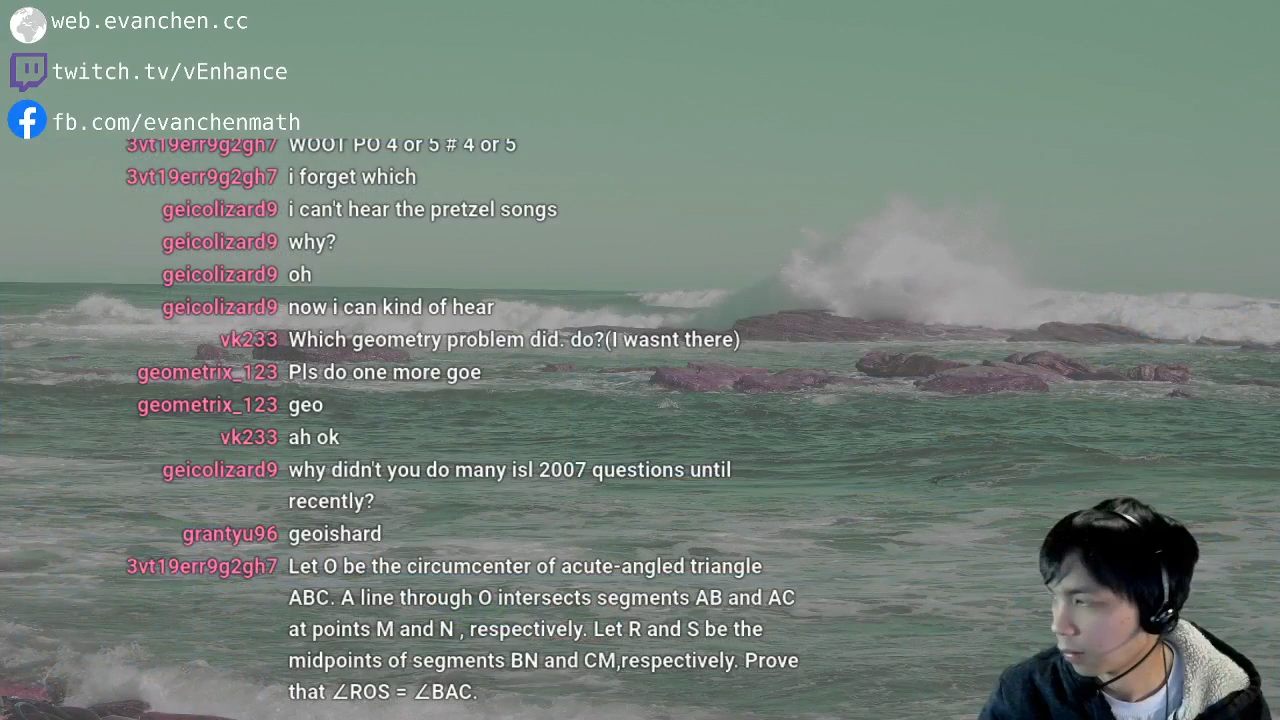 web.evanchen.cc
twitch.tv/vEnhance
fb.com/evanchenmath
3vt19err9g2gh7 WOOT PO 4 or 5 # 4 or 5
3vt19err9g2gh7 i forget which
geicolizard9 i can't hear the pretzel songs
geicolizard9 why?
geicolizard9 oh
geicolizard9 now i can kind of hear
vk233 Which geometry problem did. do?(I wasnt there)
geometrix_123 Pls do one more goe
geometrix_123 geo
vk233 ah ok
geicolizard9 why didn't you do many isl 2007 questions until
recently?
grantyu96 geoishard
3vt19err9g2gh7 Let O be the circumcenter of acute-angled triangle
ABC. A line through O intersects segments AB and AC
at points M and N , respectively. Let R and S be the
midpoints of segments BN and CM,respectively. Prove
that ∠ROS = ∠BAC.